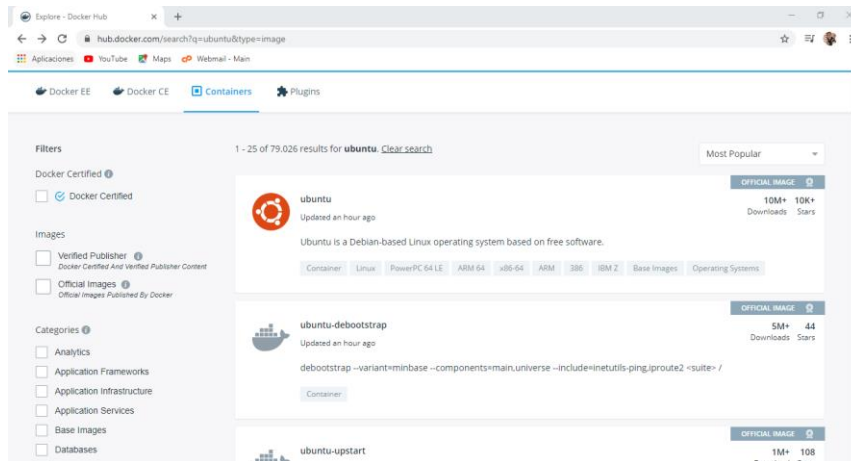 Explore - Docker Hub
hub.docker.com/search?q=ubuntu&type=image
Aplicaciones YouTube Maps Webmail - Main
Docker EE Docker CE Containers Plugins
Filters
Docker Certified
Docker Certified
Images
Verified Publisher
Docker Certified And Verified Publisher Content
Official Images
Official Images Published By Docker
Categories
Analytics
Application Frameworks
Application Infrastructure
Application Services
Base Images
Databases
1 - 25 of 79.026 results for ubuntu. Clear search
Most Popular
OFFICIAL IMAGE
ubuntu
10M+ 10K+
Updated an hour ago
Downloads Stars
Ubuntu is a Debian-based Linux operating system based on free software.
Container Linux PowerPC 64 LE ARM 64 x86-64 ARM 386 IBM Z Base Images Operating Systems
OFFICIAL IMAGE
ubuntu-debootstrap
5M+ 44
Updated an hour ago
Downloads Stars
debootstrap --variant=minbase --components=main,universe --include=inetutils-ping,iproute2 <suite> /
Container
OFFICIAL IMAGE
ubuntu-upstart
1M+ 108